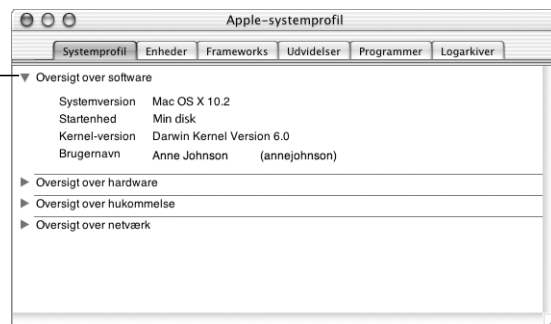 Apple-systemprofil
Systemprofil Enheder Frameworks Udvidelser Programmer Logarkiver
Oversigt over software
Systemversion Mac OS X 10.2
Startenhed Min disk
Kernel-version Darwin Kernel Version 6.0
Brugernavn Anne Johnson (annejohnson)
Oversigt over hardware
Oversigt over hukommelse
Oversigt over netværk